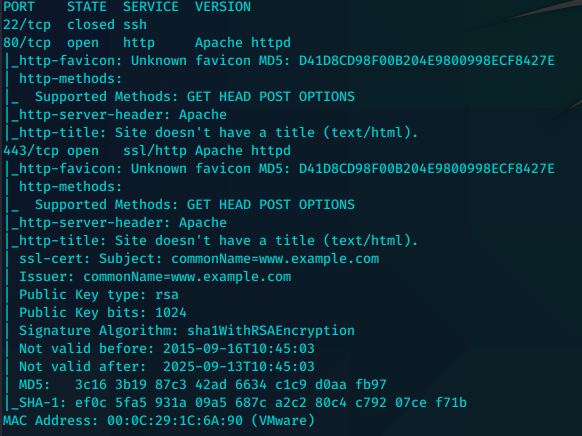 PORT    STATE  SERVICE  VERSION
22/tcp  closed ssh
80/tcp  open   http     Apache httpd
|_http-favicon: Unknown favicon MD5: D41D8CD98F00B204E9800998ECF8427E
| http-methods:
|_  Supported Methods: GET HEAD POST OPTIONS
|_http-server-header: Apache
|_http-title: Site doesn't have a title (text/html).
443/tcp open   ssl/http Apache httpd
|_http-favicon: Unknown favicon MD5: D41D8CD98F00B204E9800998ECF8427E
| http-methods:
|_  Supported Methods: GET HEAD POST OPTIONS
|_http-server-header: Apache
|_http-title: Site doesn't have a title (text/html).
| ssl-cert: Subject: commonName=www.example.com
| Issuer: commonName=www.example.com
| Public Key type: rsa
| Public Key bits: 1024
| Signature Algorithm: sha1WithRSAEncryption
| Not valid before: 2015-09-16T10:45:03
| Not valid after:  2025-09-13T10:45:03
| MD5:   3c16 3b19 87c3 42ad 6634 c1c9 d0aa fb97
|_SHA-1: ef0c 5fa5 931a 09a5 687c a2c2 80c4 c792 07ce f71b
MAC Address: 00:0C:29:1C:6A:90 (VMware)